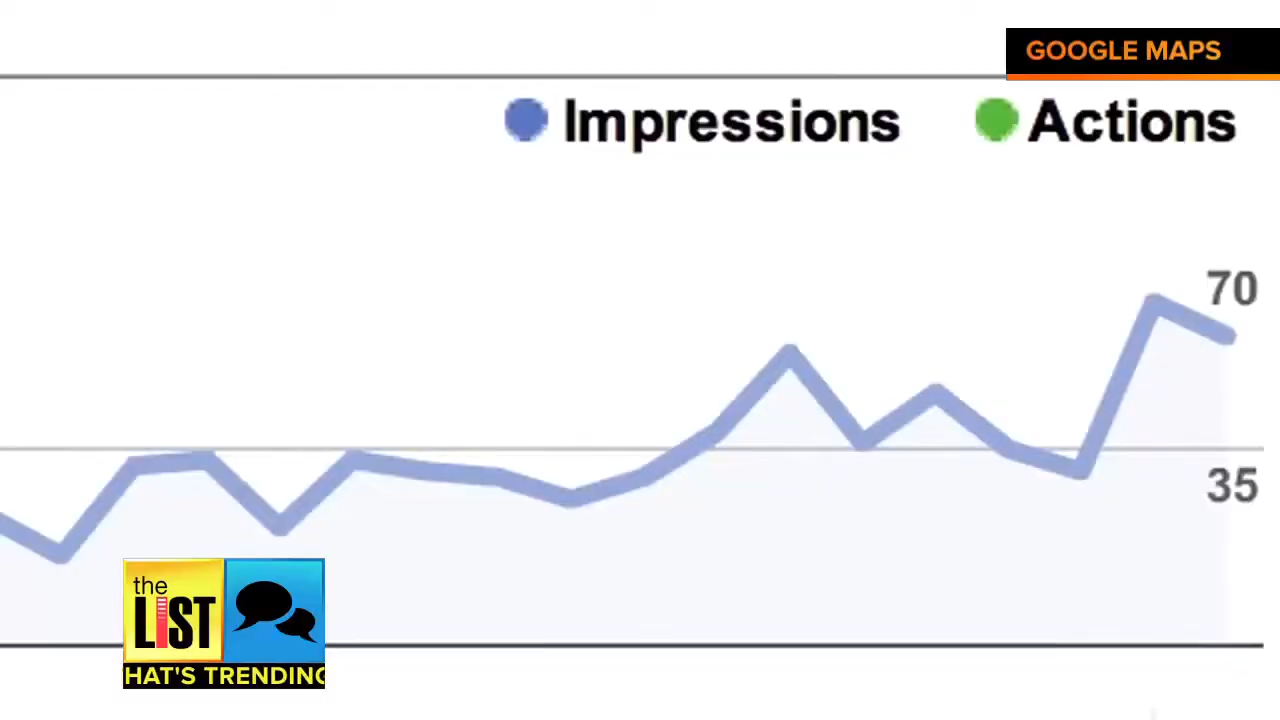 GOOGLE MAPS
Impressions Actions
70
35
the
LIST
HAT'S TRENDING